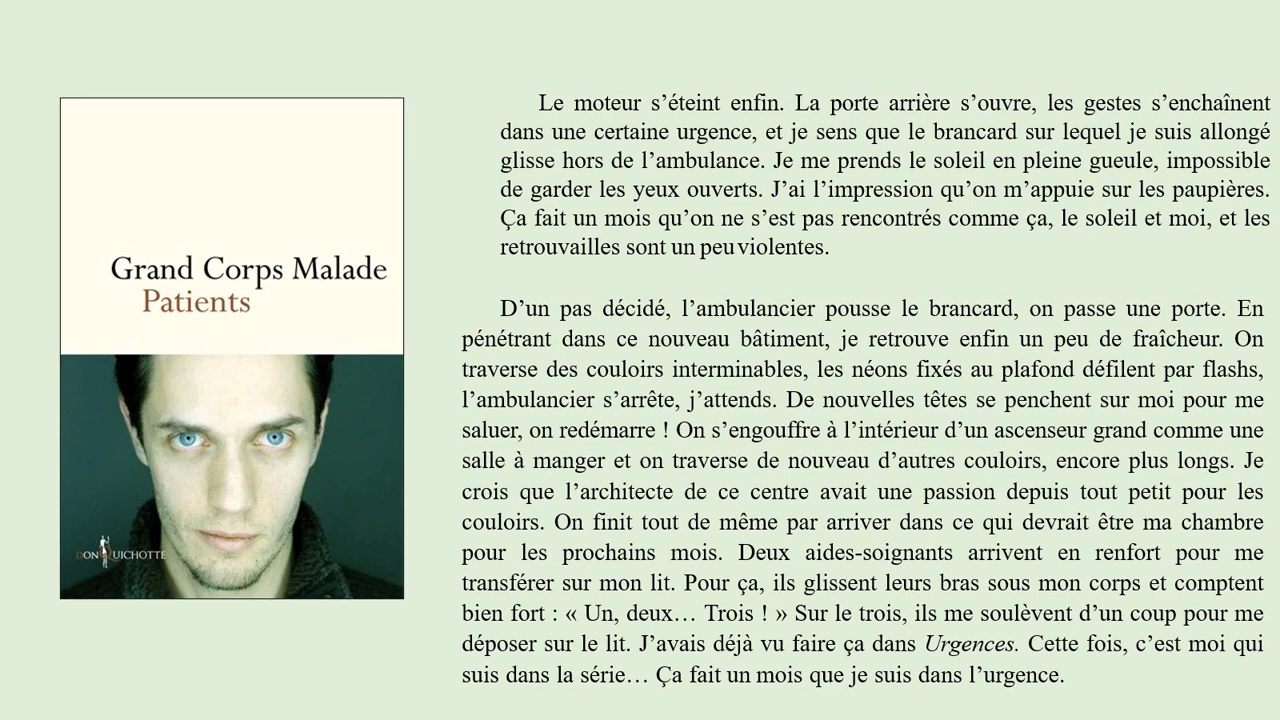 Grand Corps Malade
Patients
DON QUICHOTTE
Le moteur s’éteint enfin. La porte arrière s’ouvre, les gestes s’enchaînent
dans une certaine urgence, et je sens que le brancard sur lequel je suis allongé
glisse hors de l’ambulance. Je me prends le soleil en pleine gueule, impossible
de garder les yeux ouverts. J’ai l’impression qu’on m’appuie sur les paupières.
Ça fait un mois qu’on ne s’est pas rencontrés comme ça, le soleil et moi, et les
retrouvailles sont un peu violentes.
D’un pas décidé, l’ambulancier pousse le brancard, on passe une porte. En
pénétrant dans ce nouveau bâtiment, je retrouve enfin un peu de fraîcheur. On
traverse des couloirs interminables, les néons fixés au plafond défilent par flashs,
l’ambulancier s’arrête, j’attends. De nouvelles têtes se penchent sur moi pour me
saluer, on redémarre ! On s’engouffre à l’intérieur d’un ascenseur grand comme une
salle à manger et on traverse de nouveau d’autres couloirs, encore plus longs. Je
crois que l’architecte de ce centre avait une passion depuis tout petit pour les
couloirs. On finit tout de même par arriver dans ce qui devrait être ma chambre
pour les prochains mois. Deux aides-soignants arrivent en renfort pour me
transférer sur mon lit. Pour ça, ils glissent leurs bras sous mon corps et comptent
bien fort : « Un, deux… Trois ! » Sur le trois, ils me soulèvent d’un coup pour me
déposer sur le lit. J’avais déjà vu faire ça dans Urgences. Cette fois, c’est moi qui
suis dans la série… Ça fait un mois que je suis dans l’urgence.